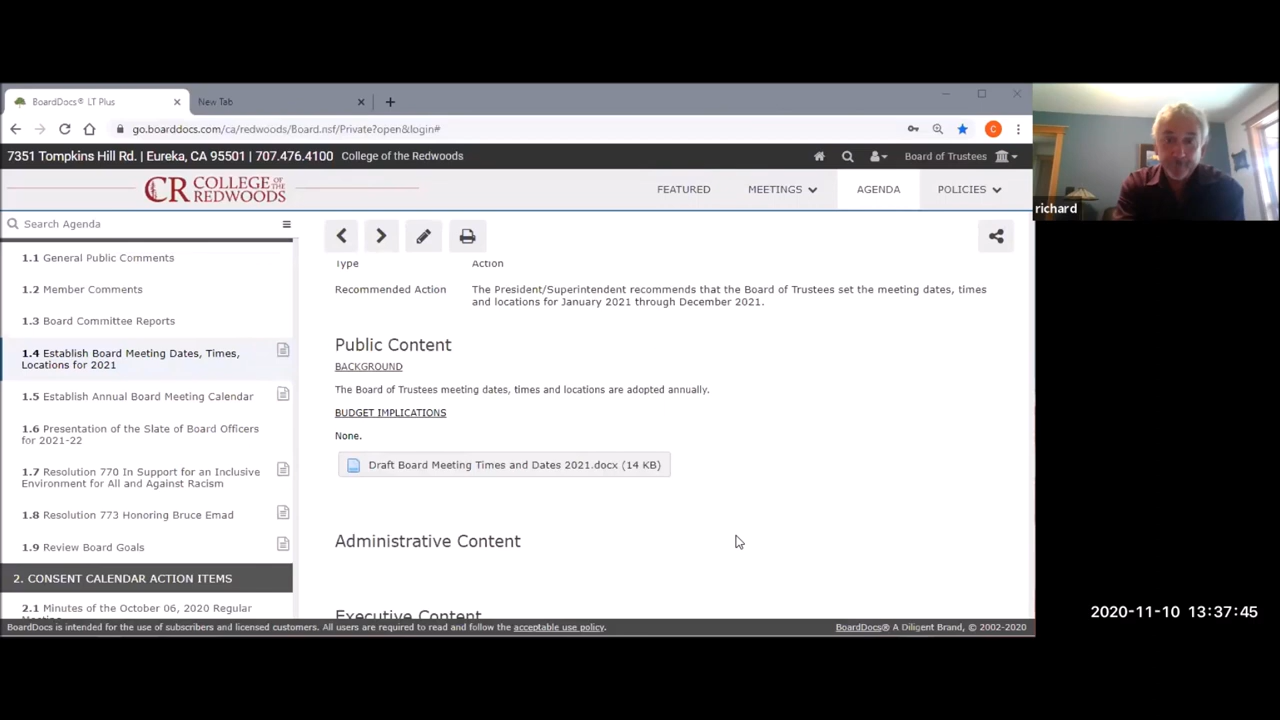 BoardDocs® LT Plus
New Tab
go.boarddocs.com/ca/redwoods/Board.nsf/Private?open&login#
C
7351 Tompkins Hill Rd. | Eureka, CA 95501 | 707.476.4100 College of the Redwoods
Board of Trustees
CR COLLEGE OF THE REDWOODS
FEATURED MEETINGS AGENDA POLICIES
Search Agenda
1.1 General Public Comments
1.2 Member Comments
1.3 Board Committee Reports
1.4 Establish Board Meeting Dates, Times,
Locations for 2021
1.5 Establish Annual Board Meeting Calendar
1.6 Presentation of the Slate of Board Officers
for 2021-22
1.7 Resolution 770 In Support for an Inclusive
Environment for All and Against Racism
1.8 Resolution 773 Honoring Bruce Emad
1.9 Review Board Goals
2. CONSENT CALENDAR ACTION ITEMS
2.1 Minutes of the October 06, 2020 Regular
Meeting
Type Action
Recommended Action The President/Superintendent recommends that the Board of Trustees set the meeting dates, times
and locations for January 2021 through December 2021.
Public Content
BACKGROUND
The Board of Trustees meeting dates, times and locations are adopted annually.
BUDGET IMPLICATIONS
None.
Draft Board Meeting Times and Dates 2021.docx (14 KB)
Administrative Content
Executive Content
BoardDocs is intended for the use of subscribers and licensed customers. All users are required to read and follow the acceptable use policy.
BoardDocs® A Diligent Brand, © 2002-2020
richard
2020-11-10 13:37:45